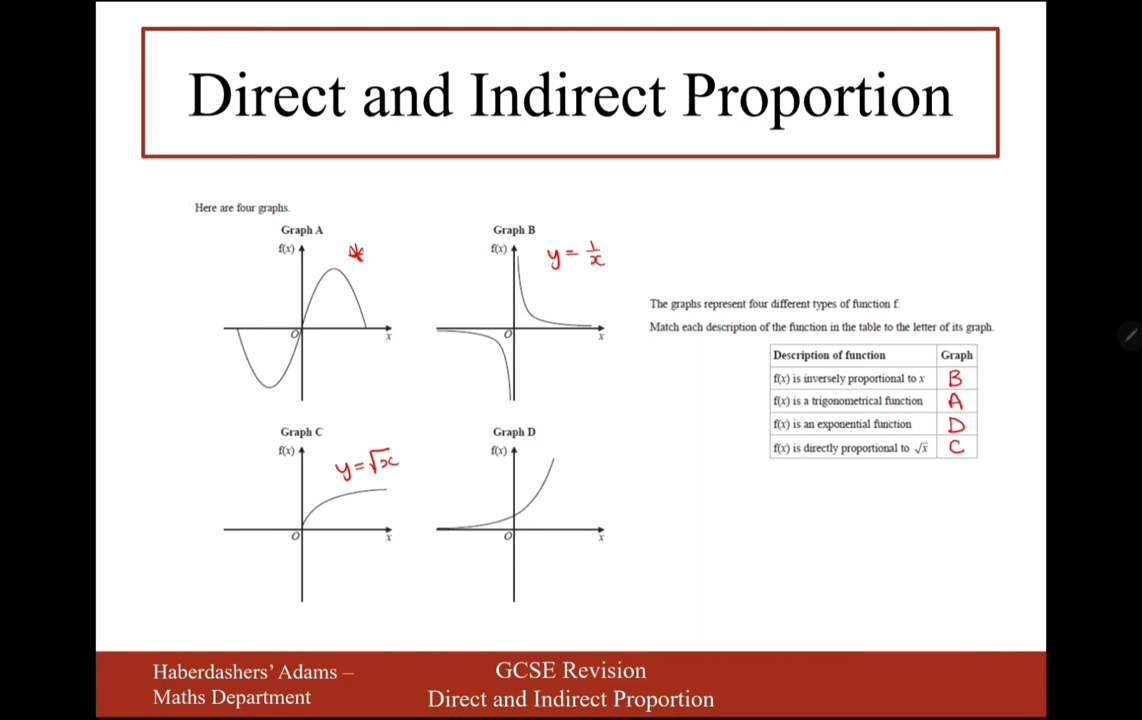 Direct and Indirect Proportion
Here are four graphs.
Graph A
f(x)
*
O
x
Graph B
f(x)
y = 1/x
O
x
Graph C
f(x)
y = √x
O
x
Graph D
f(x)
O
x
The graphs represent four different types of function f.
Match each description of the function in the table to the letter of its graph.
Description of function Graph
f(x) is inversely proportional to x B
f(x) is a trigonometrical function A
f(x) is an exponential function D
f(x) is directly proportional to √x C
Haberdashers’ Adams –
Maths Department
GCSE Revision
Direct and Indirect Proportion